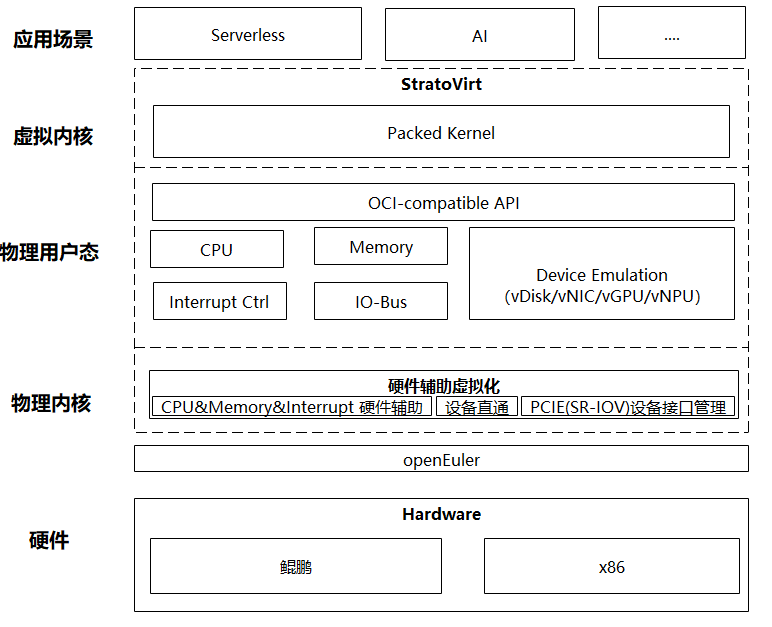 应用场景
Serverless
AI
....
StratoVirt
虚拟内核
Packed Kernel
OCI-compatible API
物理用户态
CPU
Memory
Device Emulation
（vDisk/vNIC/vGPU/vNPU）
Interrupt Ctrl
IO-Bus
物理内核
硬件辅助虚拟化
CPU&Memory&Interrupt 硬件辅助
设备直通
PCIE(SR-IOV)设备接口管理
openEuler
Hardware
硬件
鲲鹏
x86